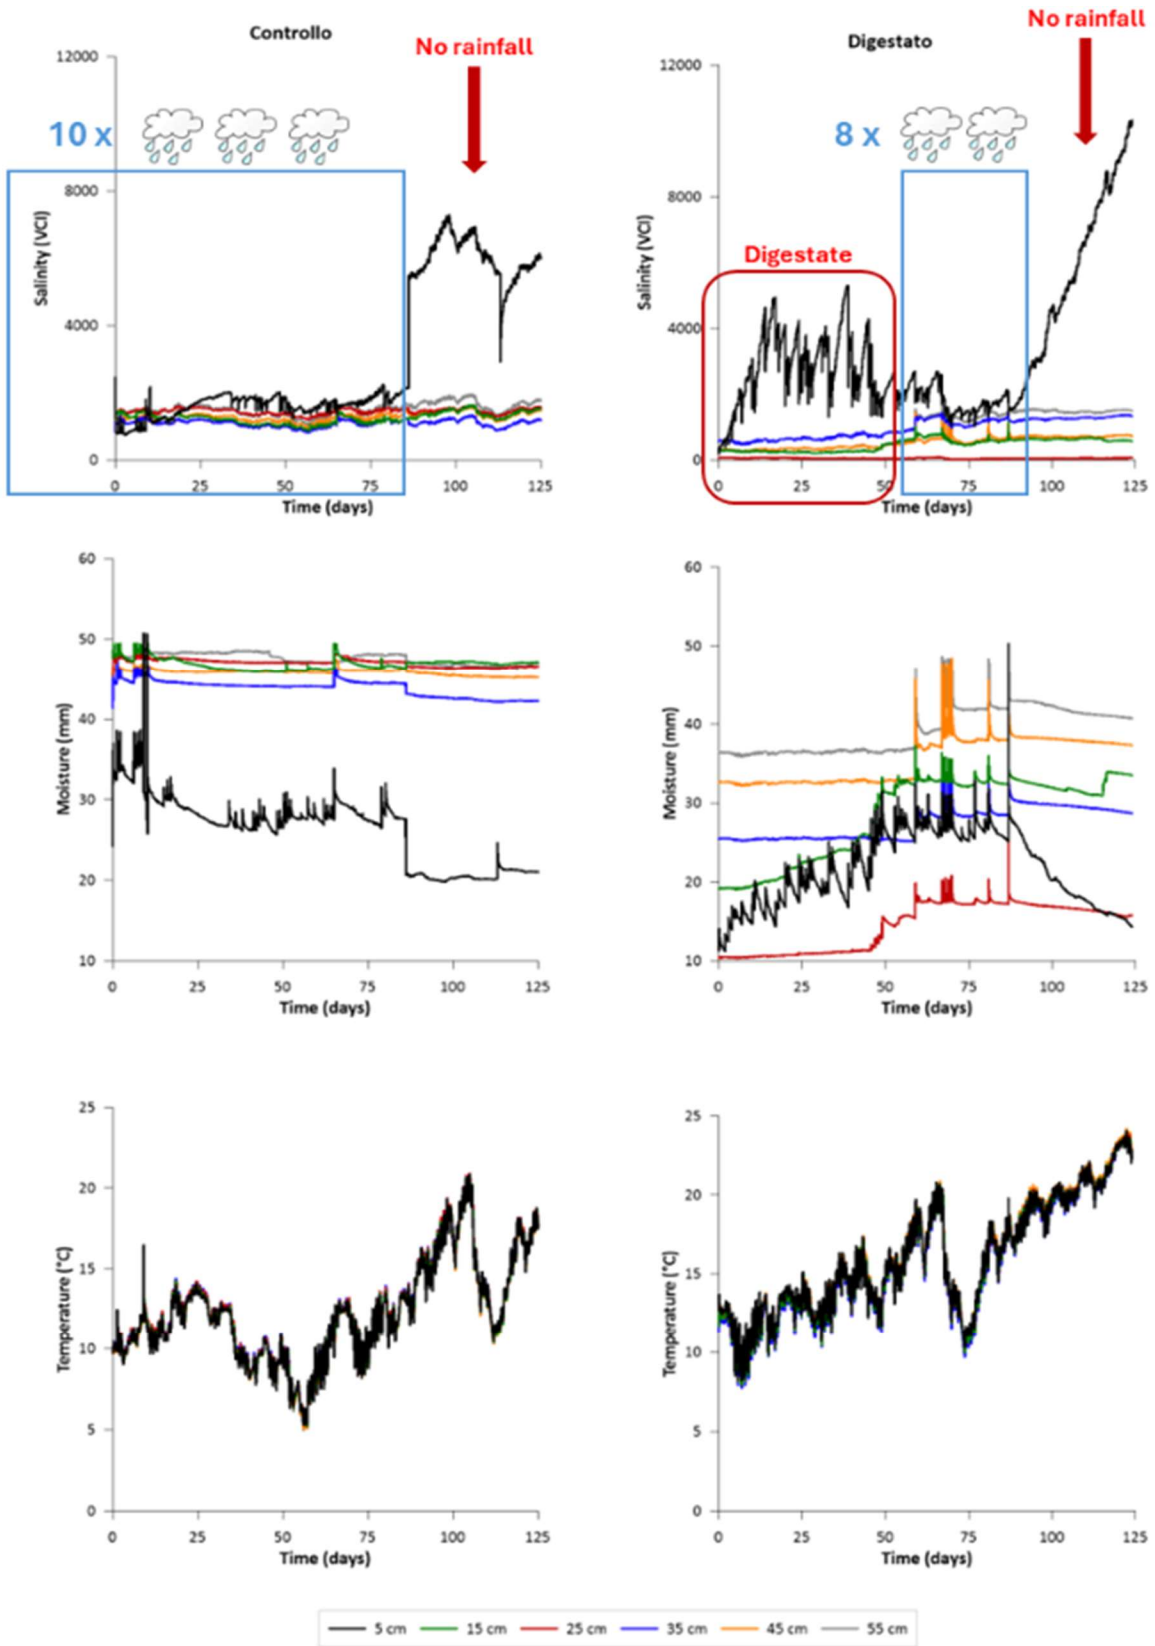 Controllo
No rainfall
12000
10 x
8000
4000
0
Salinity (VCI)
0 25 50 75 100 125
Time (days)
Digestato
No rainfall
12000
8 x
8000
Digestate
4000
0
Salinity (VCI)
0 25 50 75 100 125
Time (days)
60
50
40
30
20
10
Moisture (mm)
0 25 50 75 100 125
Time (days)
60
50
40
30
20
10
Moisture (mm)
0 25 50 75 100 125
Time (days)
25
20
15
10
5
0
Temperature (°C)
0 25 50 75 100 125
Time (days)
25
20
15
10
5
0
Temperature (°C)
0 25 50 75 100 125
Time (days)
5 cm 15 cm 25 cm 35 cm 45 cm 55 cm